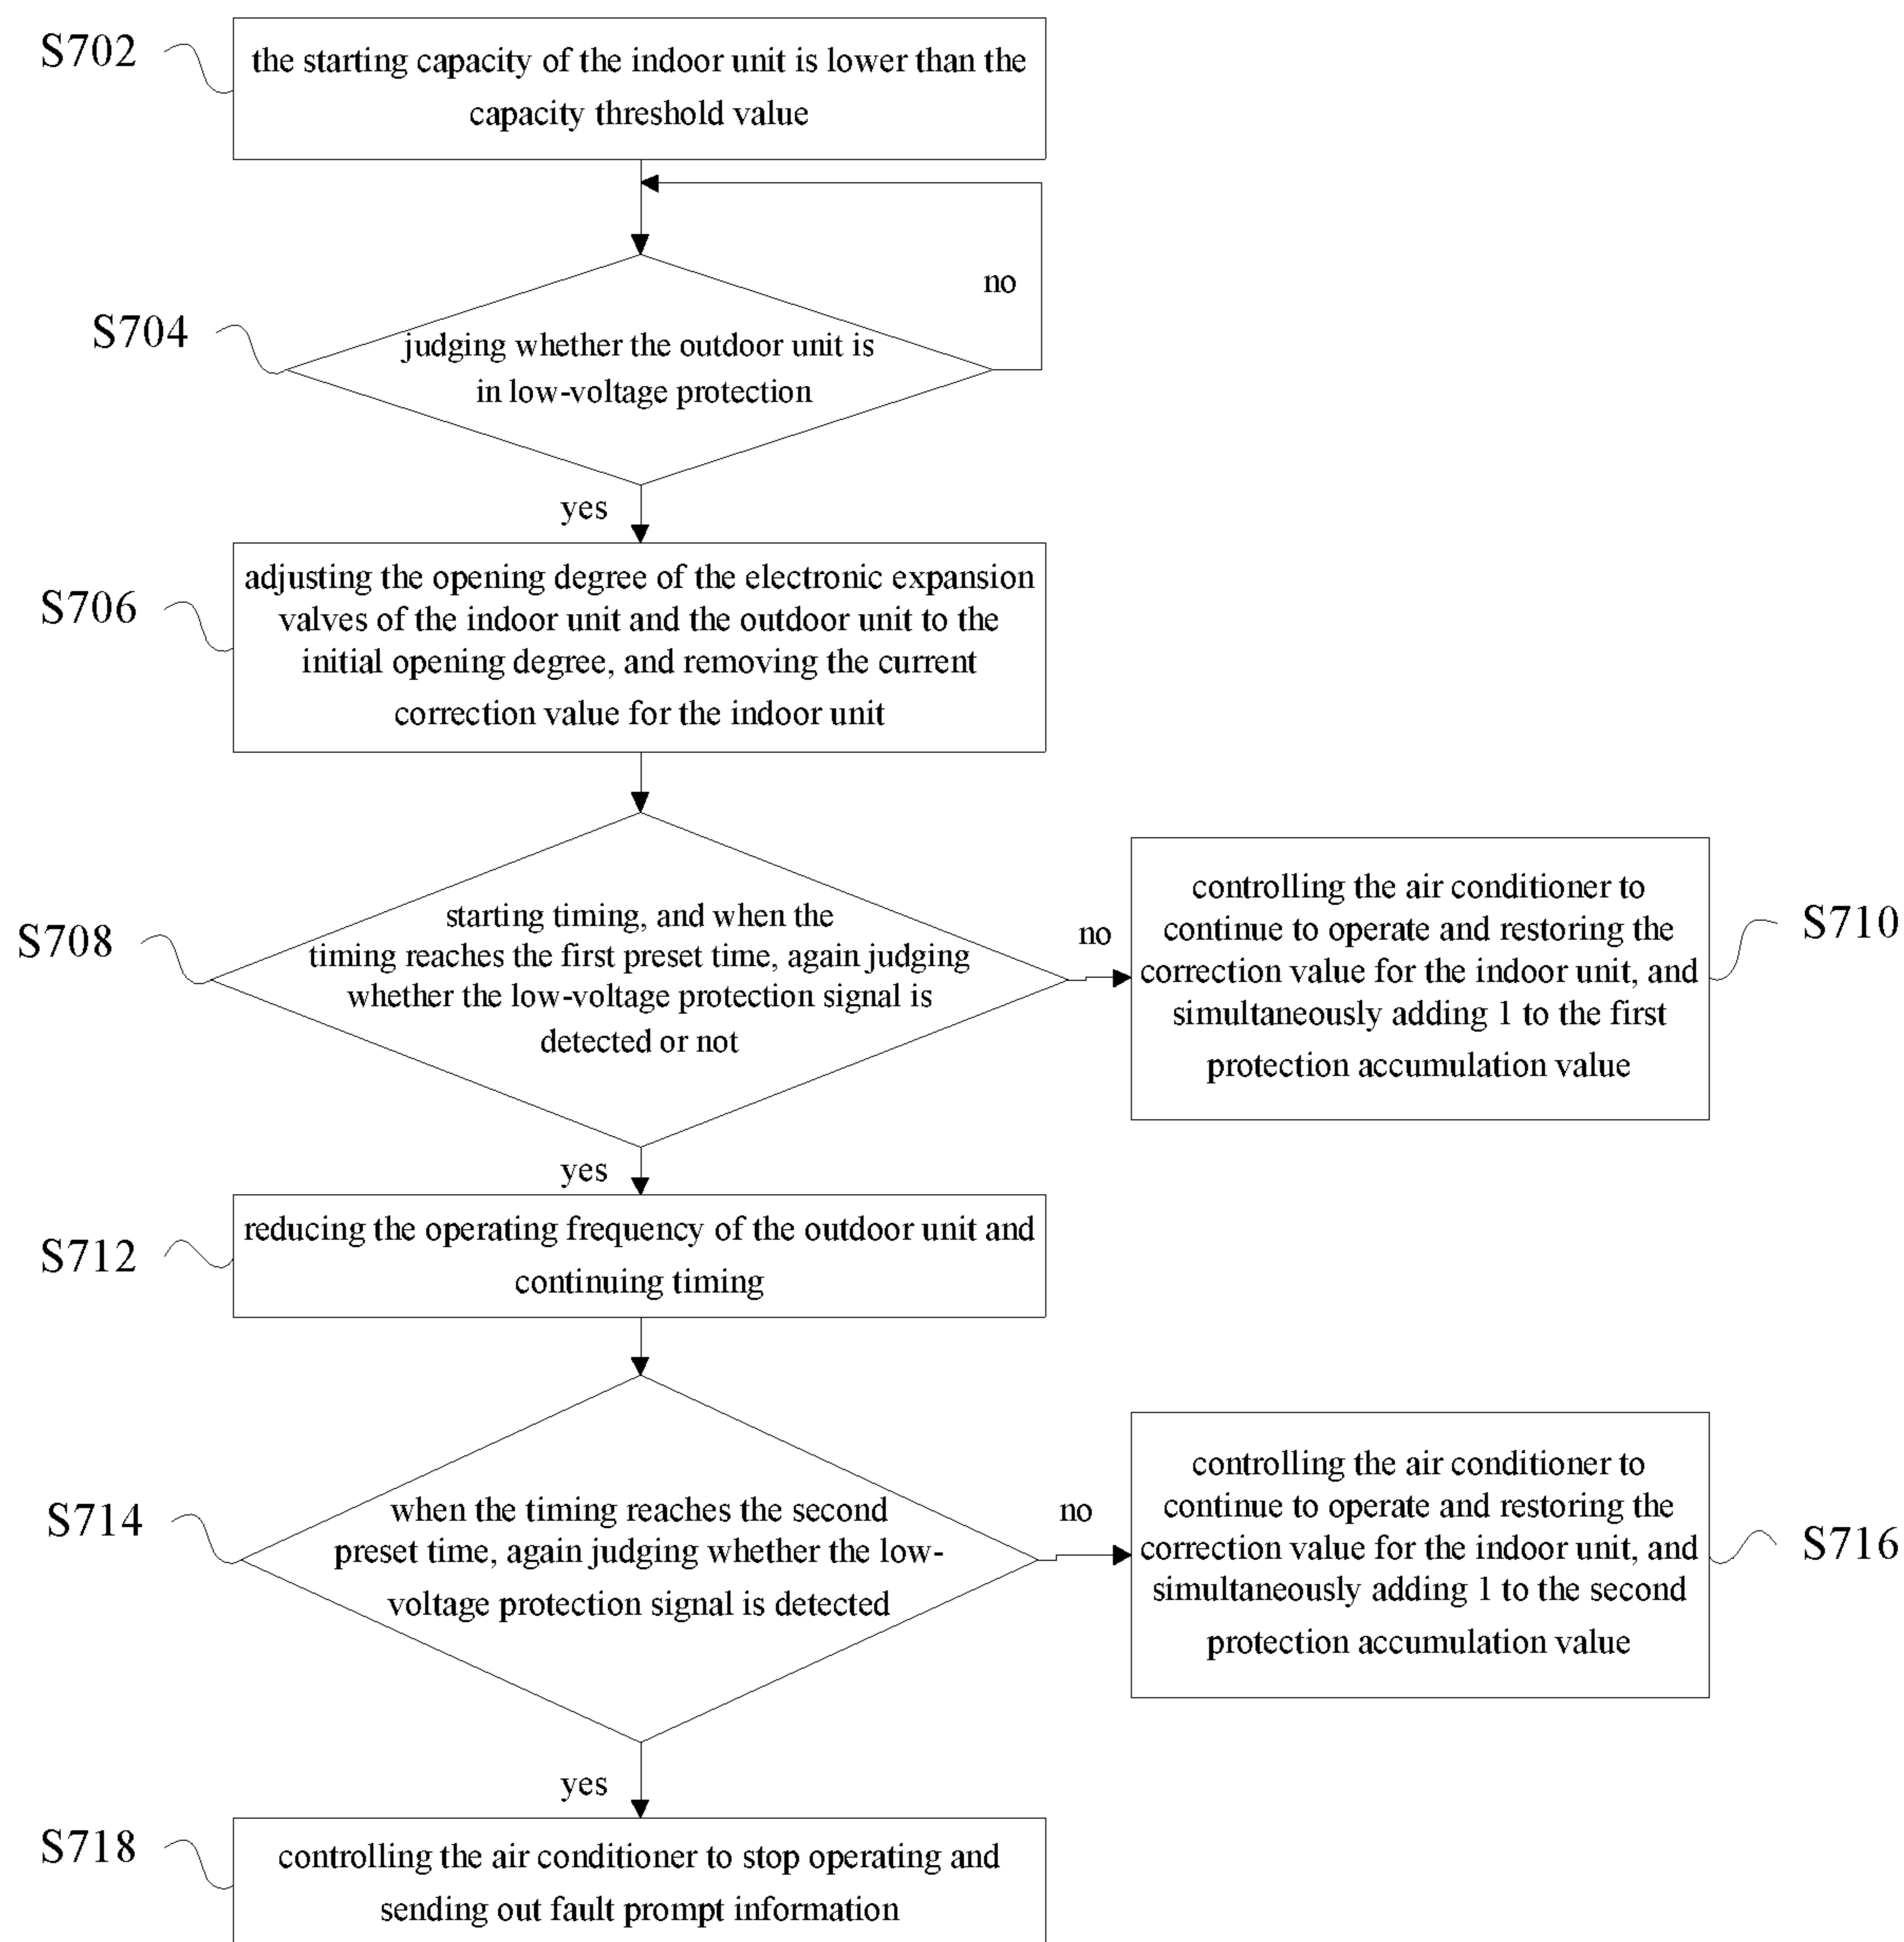 S702
the starting capacity of the indoor unit is lower than the
capacity threshold value
no
S704
judging whether the outdoor unit is
in low-voltage protection
yes
S706
adjusting the opening degree of the electronic expansion
valves of the indoor unit and the outdoor unit to the
initial opening degree, and removing the current
correction value for the indoor unit
S708
starting timing, and when the
timing reaches the first preset time, again judging
whether the low-voltage protection signal is
detected or not
no
controlling the air conditioner to
continue to operate and restoring the
correction value for the indoor unit, and
simultaneously adding 1 to the first
protection accumulation value
S710
yes
S712
reducing the operating frequency of the outdoor unit and
continuing timing
S714
when the timing reaches the second
preset time, again judging whether the low-
voltage protection signal is detected
no
controlling the air conditioner to
continue to operate and restoring the
correction value for the indoor unit, and
simultaneously adding 1 to the second
protection accumulation value
S716
yes
S718
controlling the air conditioner to stop operating and
sending out fault prompt information